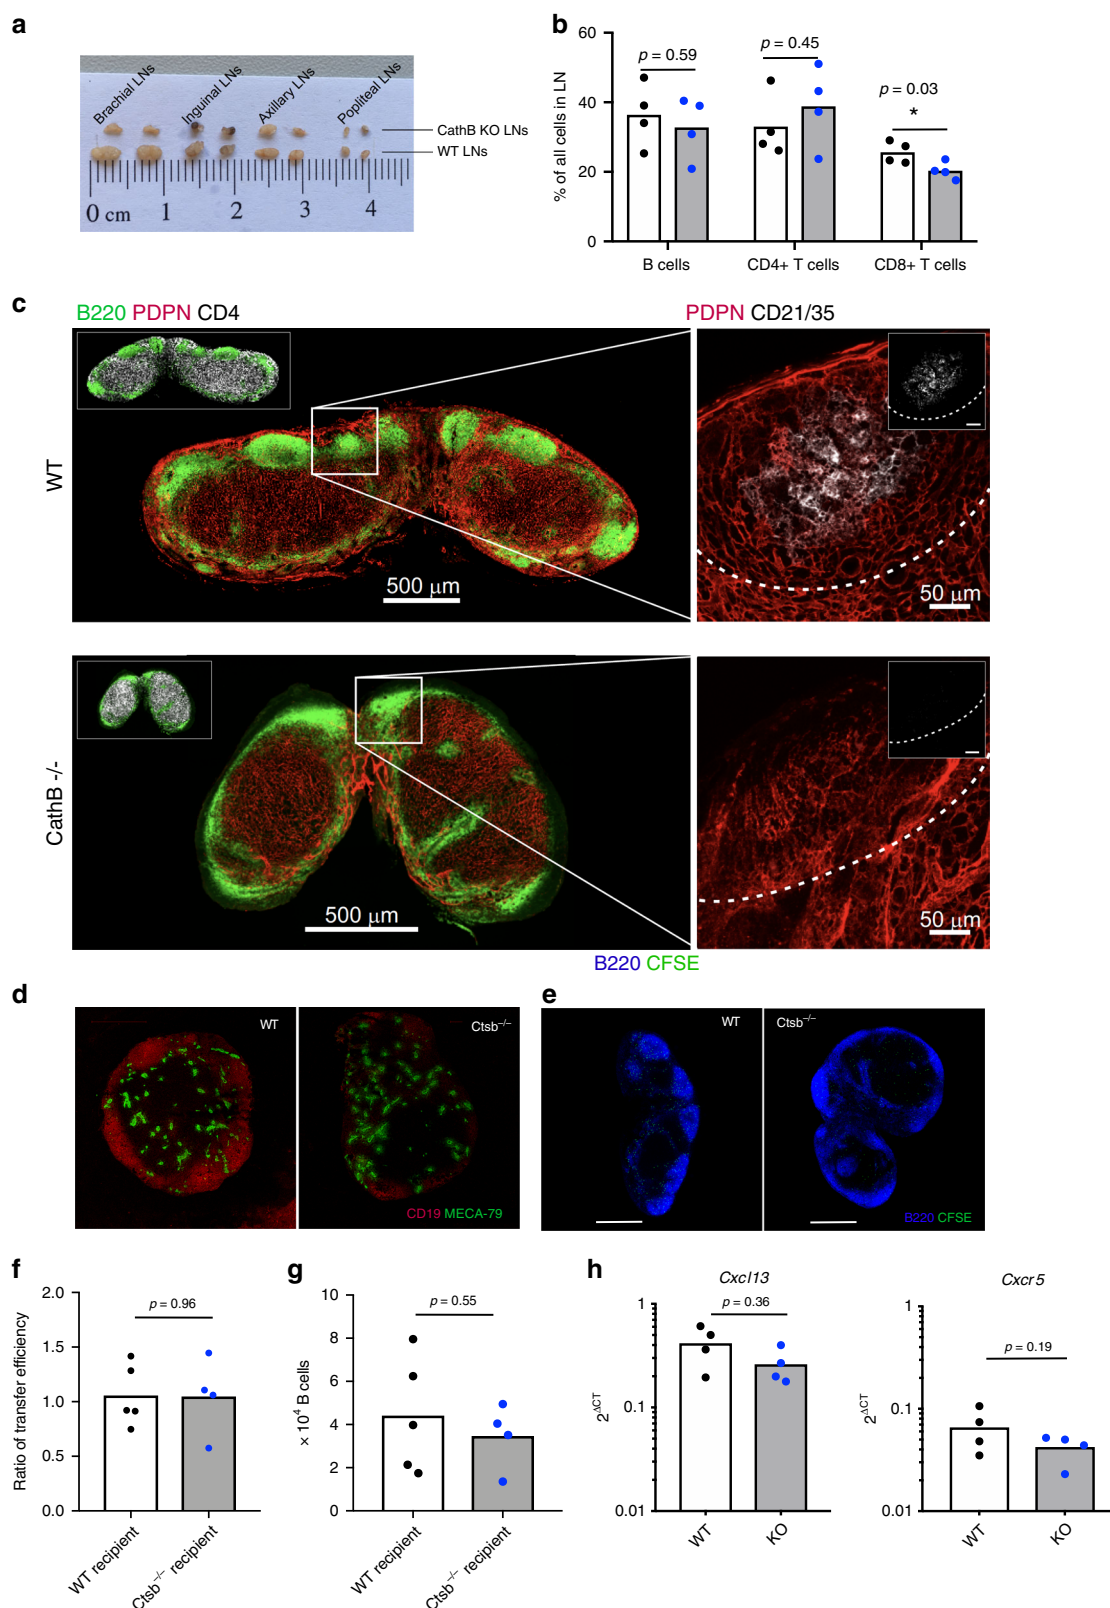 a
Brachial LNs
Inguinal LNs
Axillary LNs
Popliteal LNs
CathB KO LNs
WT LNs
0 cm 1 2 3 4
b
% of all cells in LN
60
40
20
0
p = 0.59
p = 0.45
p = 0.03
*
B cells CD4+ T cells CD8+ T cells
c
B220 PDPN CD4
PDPN CD21/35
WT
500 µm
50 µm
CathB -/-
500 µm
50 µm
B220 CFSE
d
WT
Ctsb–/–
CD19 MECA-79
e
WT
Ctsb–/–
B220 CFSE
f
Ratio of transfer efficiency
2.0
1.5
1.0
0.5
0.0
p = 0.96
WT recipient
Ctsb–/– recipient
g
× 10⁴ B cells
10
8
6
4
2
0
p = 0.55
WT recipient
Ctsb–/– recipient
h
Cxcl13
2ΔCT
1
0.1
0.01
p = 0.36
WT KO
Cxcr5
2ΔCT
1
0.1
0.01
p = 0.19
WT KO